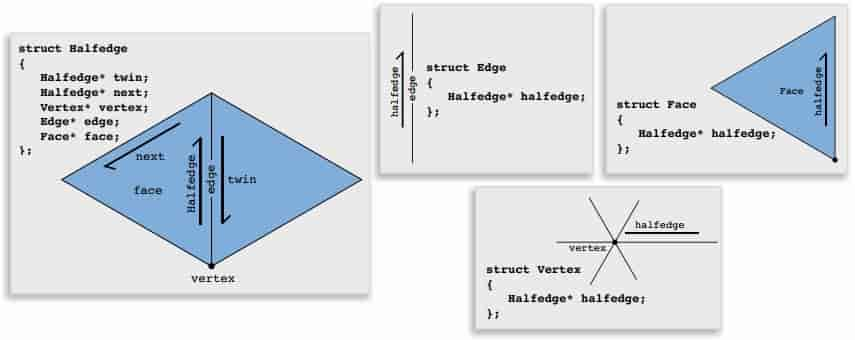 struct Halfedge
{
Halfedge* twin;
Halfedge* next;
Vertex* vertex;
Edge* edge;
Face* face;
};
next
face
Halfedge
edge
twin
vertex
halfedge
edge
struct Edge
{
Halfedge* halfedge;
};
Face
halfedge
struct Face
{
Halfedge* halfedge;
};
halfedge
vertex
struct Vertex
{
Halfedge* halfedge;
};